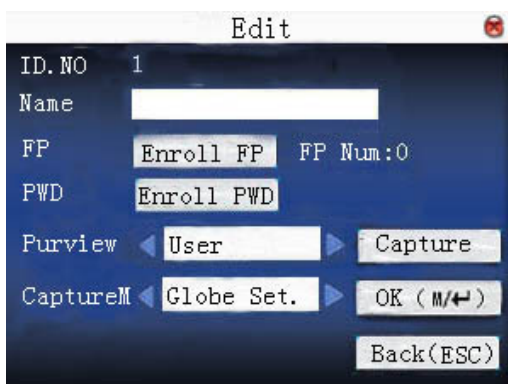 Edit
ID.NO 1
Name
FP Enroll FP FP Num:0
PWD Enroll PWD
Purview User Capture
CaptureM Globe Set. OK (M/↵)
Back(ESC)